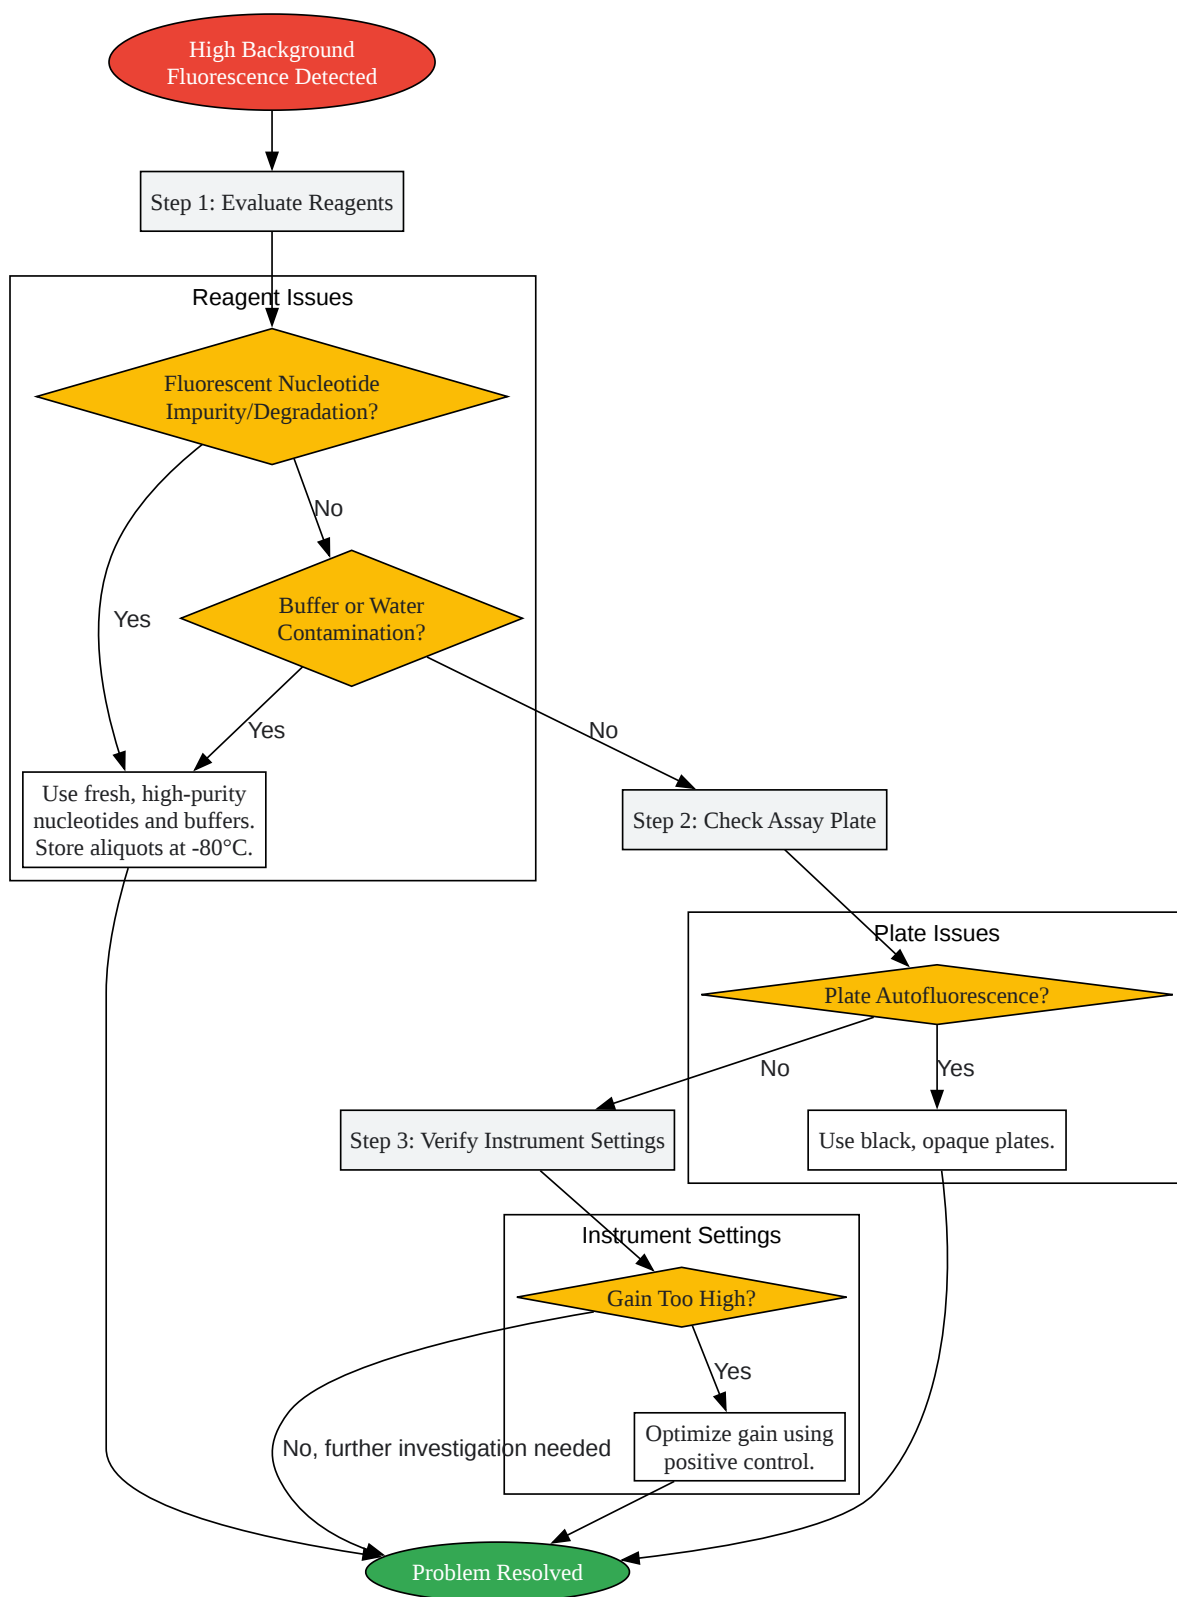 High Background
Fluorescence Detected
Step 1: Evaluate Reagents
Reagent Issues
Fluorescent Nucleotide
Impurity/Degradation?
No
Buffer or Water
Contamination?
Yes
Yes
No
Use fresh, high-purity
nucleotides and buffers.
Store aliquots at -80°C.
Step 2: Check Assay Plate
Plate Issues
Plate Autofluorescence?
No
Yes
Step 3: Verify Instrument Settings
Use black, opaque plates.
Instrument Settings
Gain Too High?
Yes
No, further investigation needed
Optimize gain using
positive control.
Problem Resolved